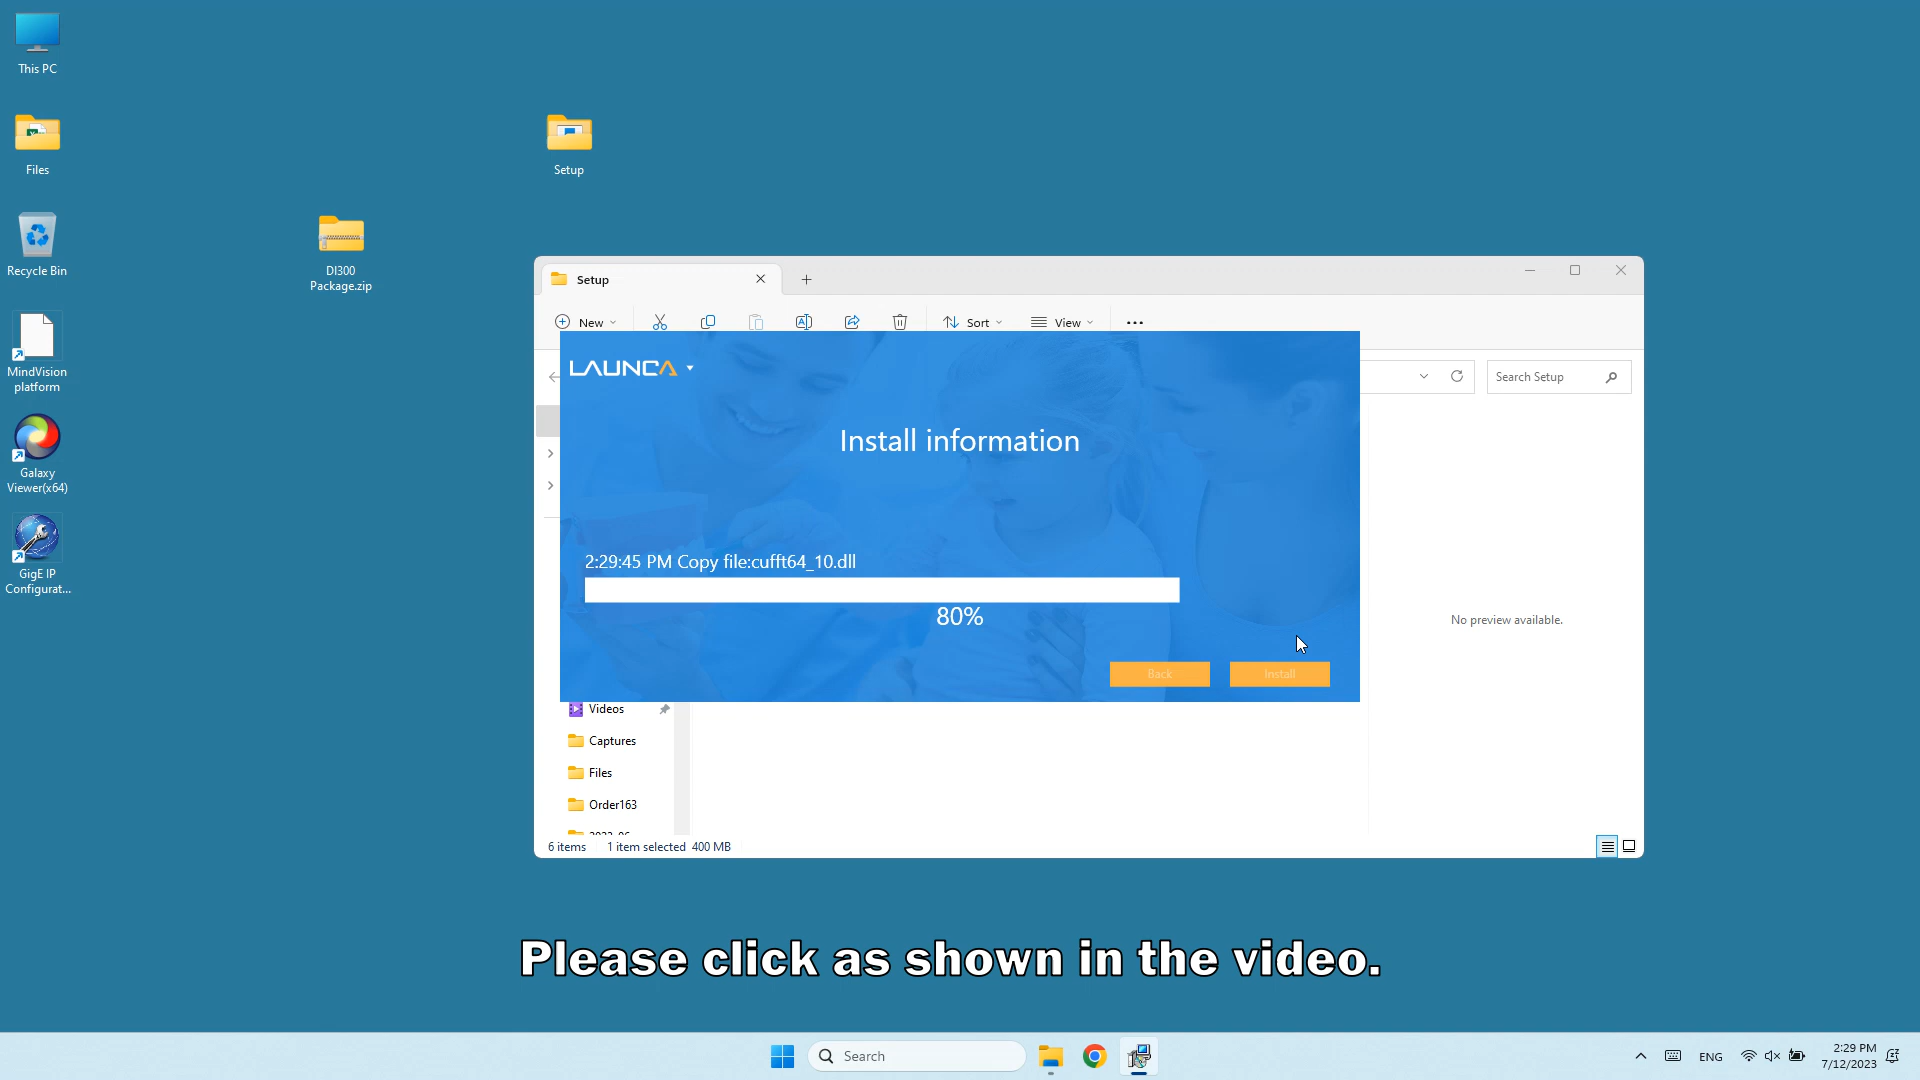 This PC
Files
Recycle Bin
MindVision
platform
Galaxy
Viewer(x64)
GigE IP
Configurat...
Setup
DI300
Package.zip
Setup
New
Sort
View
Search Setup
LAUNCA
Install information
2:29:45 PM Copy file:cufft64_10.dll
80%
Back
Install
No preview available.
Videos
Captures
Files
Order163
6 items
1 item selected 400 MB
Please click as shown in the video.
Search
ENG
2:29 PM
7/12/2023